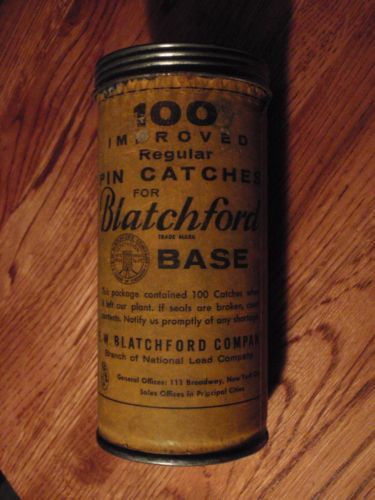 100
IMPROVED
Regular
PIN CATCHES
FOR
Blatchford
TRADE MARK
BASE
This package contained 100 Catches when
it left our plant. If seals are broken, count
contents. Notify us promptly of any shortage.
E. W. BLATCHFORD COMPANY
Branch of National Lead Company
General Offices: 111 Broadway, New York
Sales Offices in Principal Cities